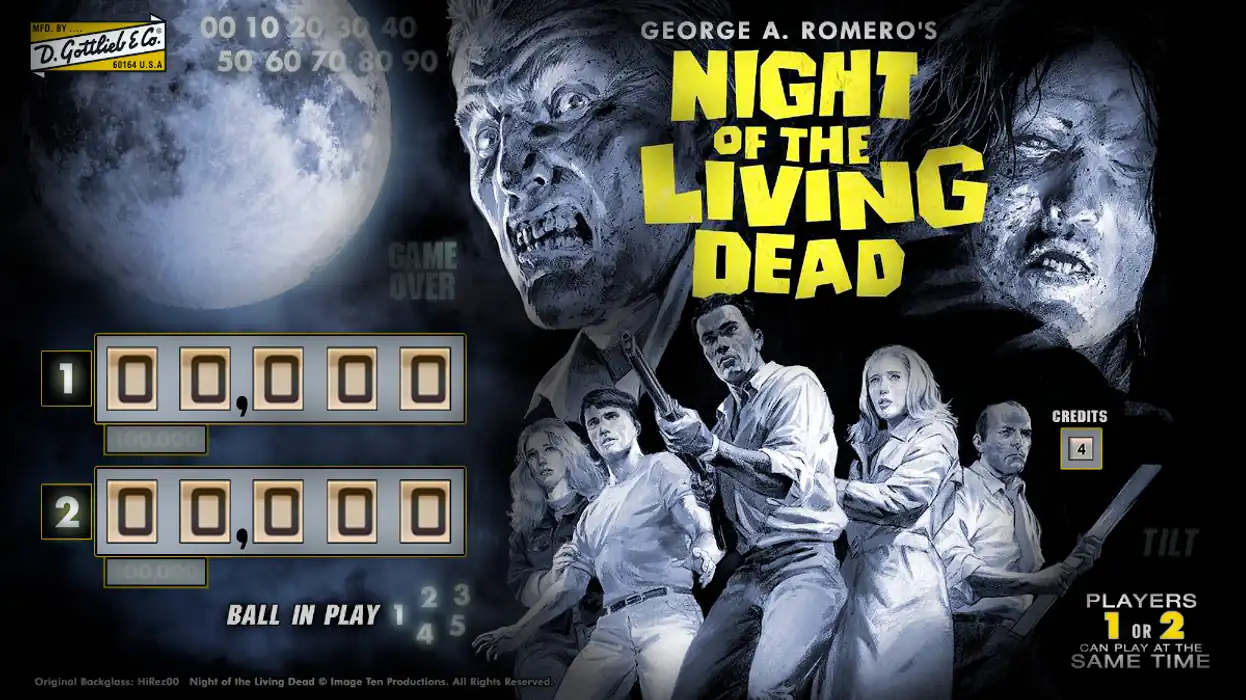 MFD. BY ....
D. Gottlieb & Co.®
60164 U.S.A
00 10 20 30 40
50 60 70 80 90
GEORGE A. ROMERO'S
NIGHT
OF THE
LIVING
DEAD
GAME
OVER
1 00,000
100,000
2 00,000
100,000
CREDITS
4
TILT
BALL IN PLAY 1 2 3 4 5
PLAYERS
1 OR 2
CAN PLAY AT THE
SAME TIME
Original Backglass: HiRez00 Night of the Living Dead © Image Ten Productions. All Rights Reserved.